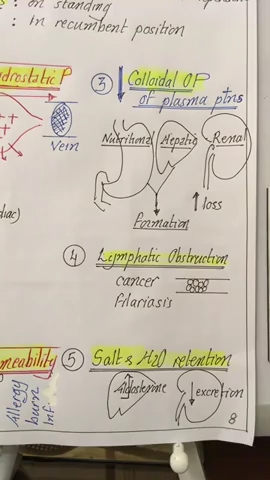 : on standing
: in recumbent position
drostatic P
③ ↓ Colloidal OP
of plasma ptns
Vein
Nutritional
Hepatic
Renal
↑ loss
Formation
④ Lymphatic Obstruction
cancer
filariasis
diac)
meability
⑤ Salt & H2O retention
Allergy
burn
Inf
↑ Aldosterone
↓ excretion
8